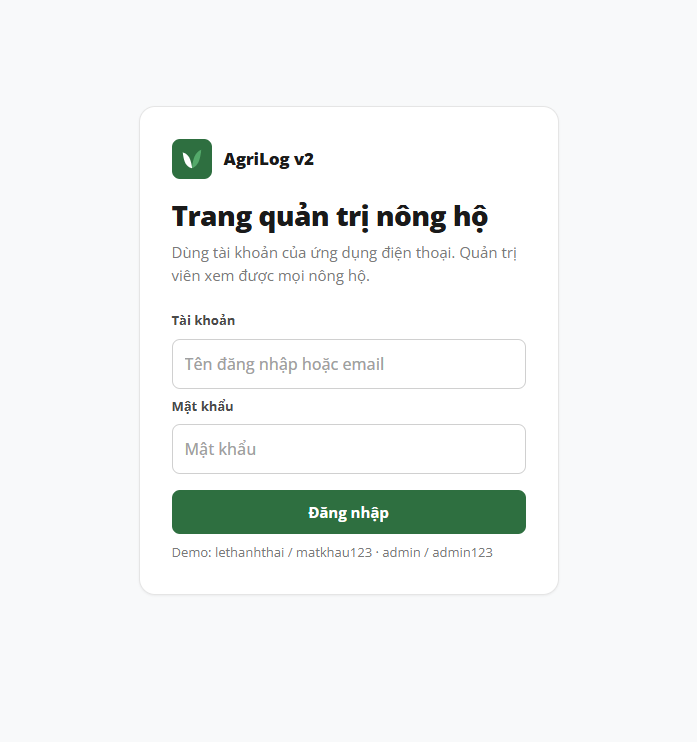 AgriLog v2
Trang quản trị nông hộ
Dùng tài khoản của ứng dụng điện thoại. Quản trị
viên xem được mọi nông hộ.
Tài khoản
Tên đăng nhập hoặc email
Mật khẩu
Mật khẩu
Đăng nhập
Demo: lethanhthai / matkhau123 · admin / admin123